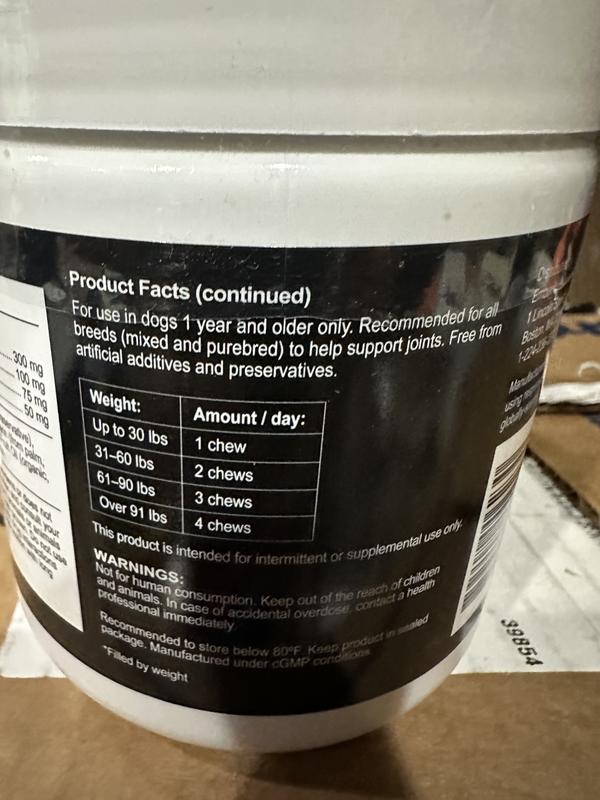 Product Facts (continued)
For use in dogs 1 year and older only. Recommended for all
breeds (mixed and purebred) to help support joints. Free from
artificial additives and preservatives.
Weight: Amount / day:
Up to 30 lbs 1 chew
31–60 lbs 2 chews
61–90 lbs 3 chews
Over 91 lbs 4 chews
This product is intended for intermittent or supplemental use only.
WARNINGS:
Not for human consumption. Keep out of the reach of children
and animals. In case of accidental overdose, contact a health
professional immediately.
Recommended to store below 80°F. Keep product in sealed
package. Manufactured under cGMP conditions.
*Filled by weight
300 mg
100 mg
75 mg
50 mg
39854